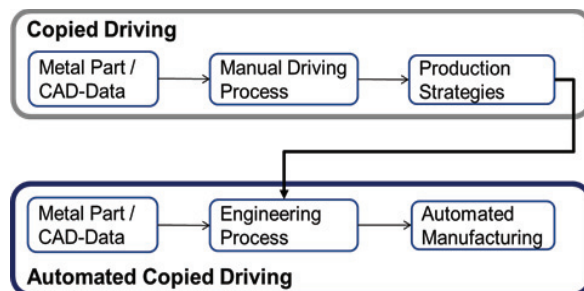 Copied Driving
Metal Part /
CAD-Data
Manual Driving
Process
Production
Strategies
Metal Part /
CAD-Data
Engineering
Process
Automated
Manufacturing
Automated Copied Driving